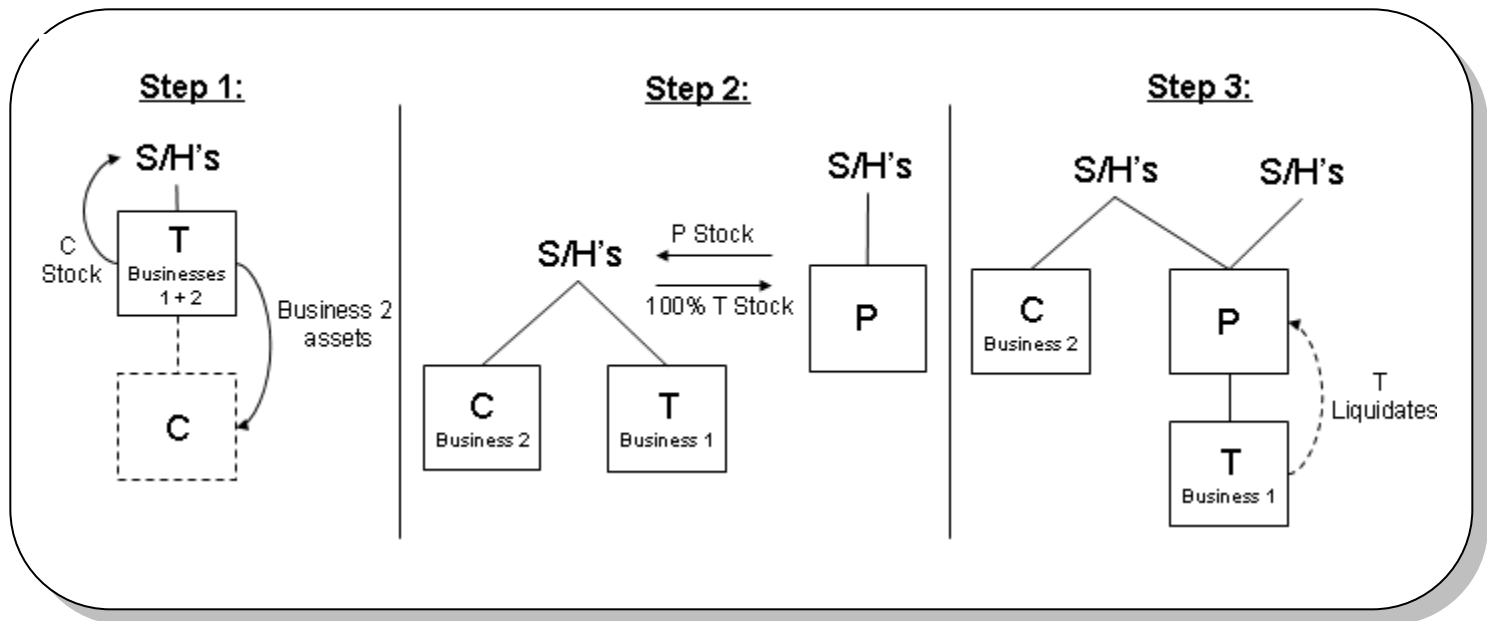 Step 1:
S/H's
C
Stock
T
Businesses
1 + 2
Business 2
assets
C
Step 2:
S/H's
P Stock
S/H's
100% T Stock
P
C
Business 2
T
Business 1
Step 3:
S/H's
S/H's
C
Business 2
P
T
Liquidates
T
Business 1